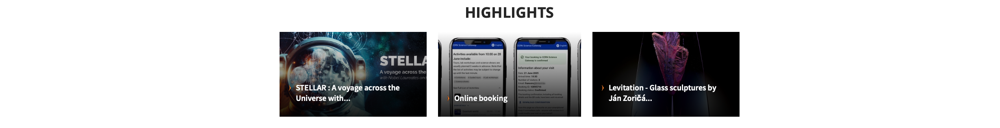 HIGHLIGHTS
STELLA
A voyage across the
with Nobel Laureates and
STELLAR : A voyage across the
Universe with...
CERN Science Gateway English
Activities available from 10:00 on 28
June include:
Tours, lab workshops and science shows are
usually planned 3 weeks in advance. Note that
the list of activities may be subject to change
up until the last minute.
4 Exhibitions 6 Guided tours 4 Lab workshops
2 Science shows
See Full List of Activities
Quantum world
CERN Science Gateway English
Your booking to CERN Science
Gateway is confirmed
Information about your visit
Date: 21 June 2025
Arrival time: 10:30
Number of visitors: 3
Email: francois
Booking ID: 10895716
Booking status: Confirmed
This booking confirmation, including all booking
details and the QR code, have been sent via email
DOWNLOAD CONFIRMATION
Online booking
Levitation - Glass sculptures by
Ján Zoričá...